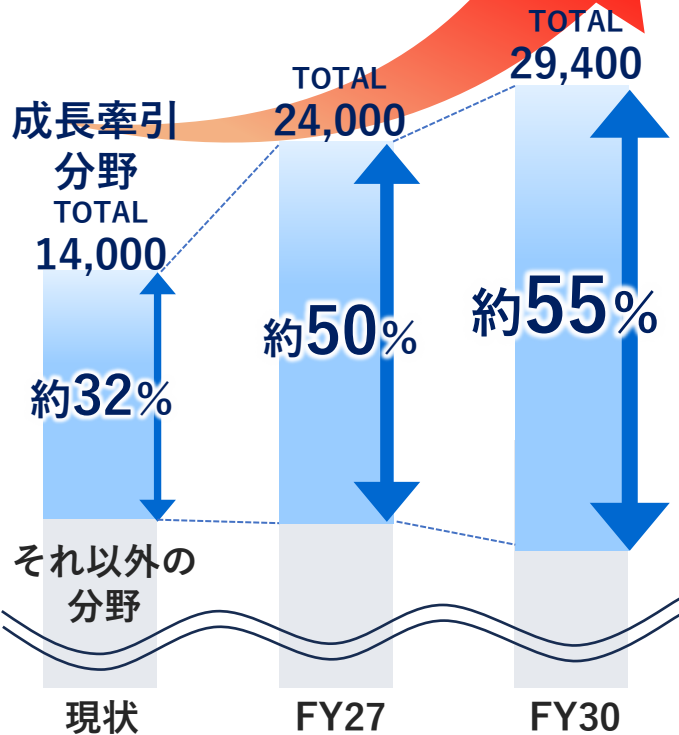 成長牽引
分野
TOTAL
14,000
約32%
それ以外の
分野
現状
TOTAL
24,000
約50%
FY27
TOTAL
29,400
約55%
FY30